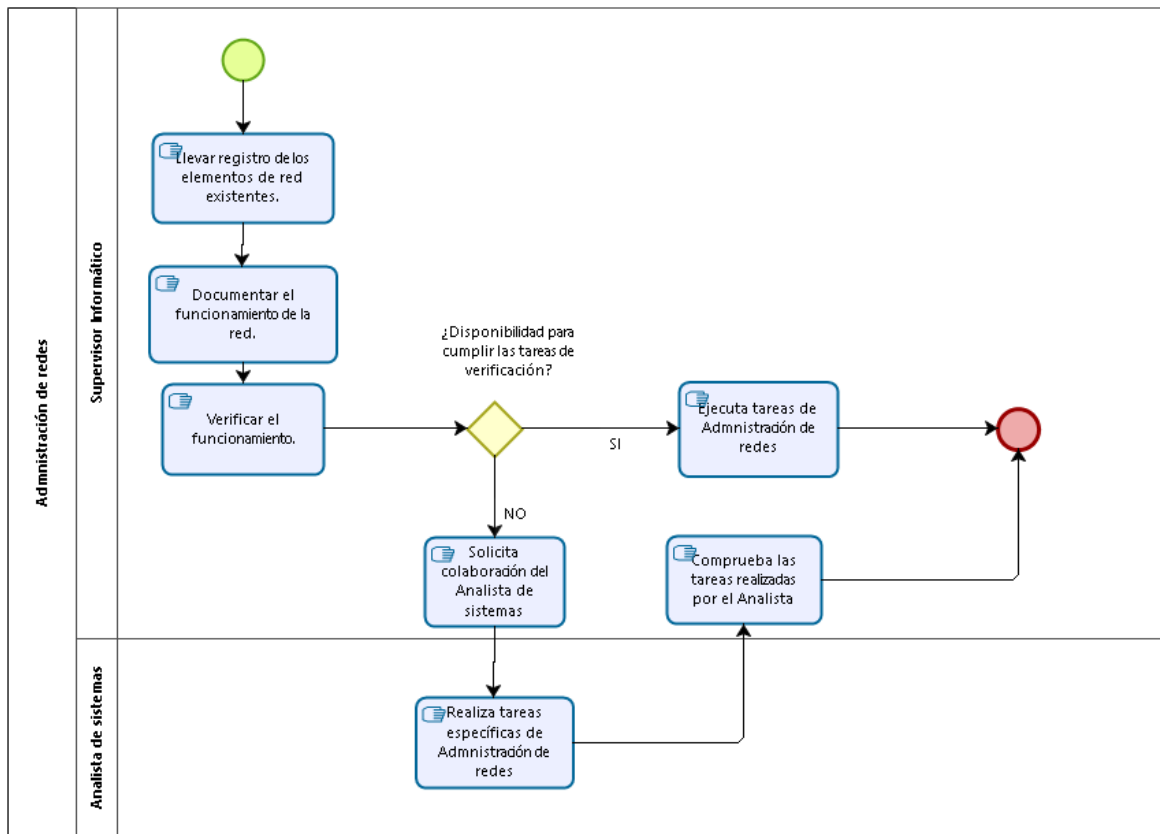 Admnistración de redes
Supervisor Informático
Llevar registro delos
elementos de red
existentes.
Documentar el
funcionamiento de la
red.
Verificar el
funcionamiento.
¿Disponibilidad para
cumplir las tareas de
verificación?
SI
Ejecuta tareas de
Admnistración de
redes
NO
Solicita
colaboración del
Analista de
sistemas
Comprueba las
tareas realizadas
por el Analista
Analista de sistemas
Realiza tareas
específicas de
Admnistración de
redes